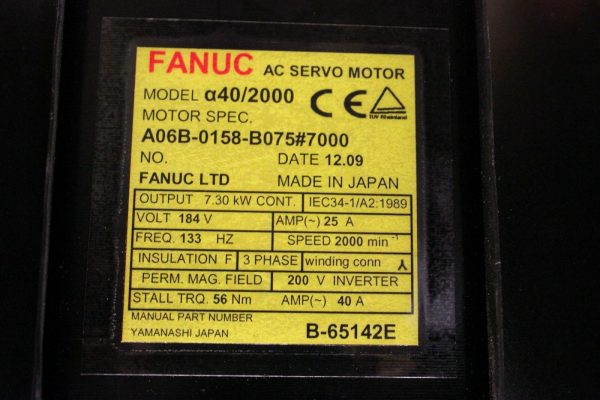 FANUC AC SERVO MOTOR
MODEL α40/2000
CE
TUV Rheinland
MOTOR SPEC.
A06B-0158-B075#7000
NO. DATE 12.09
FANUC LTD MADE IN JAPAN
OUTPUT 7.30 kW CONT. IEC34-1/A2:1989
VOLT 184 V AMP(~) 25 A
FREQ. 133 HZ SPEED 2000 min⁻¹
INSULATION F 3 PHASE winding conn
PERM. MAG. FIELD 200 V INVERTER
STALL TRQ. 56 Nm AMP(~) 40 A
MANUAL PART NUMBER
YAMANASHI JAPAN B-65142E